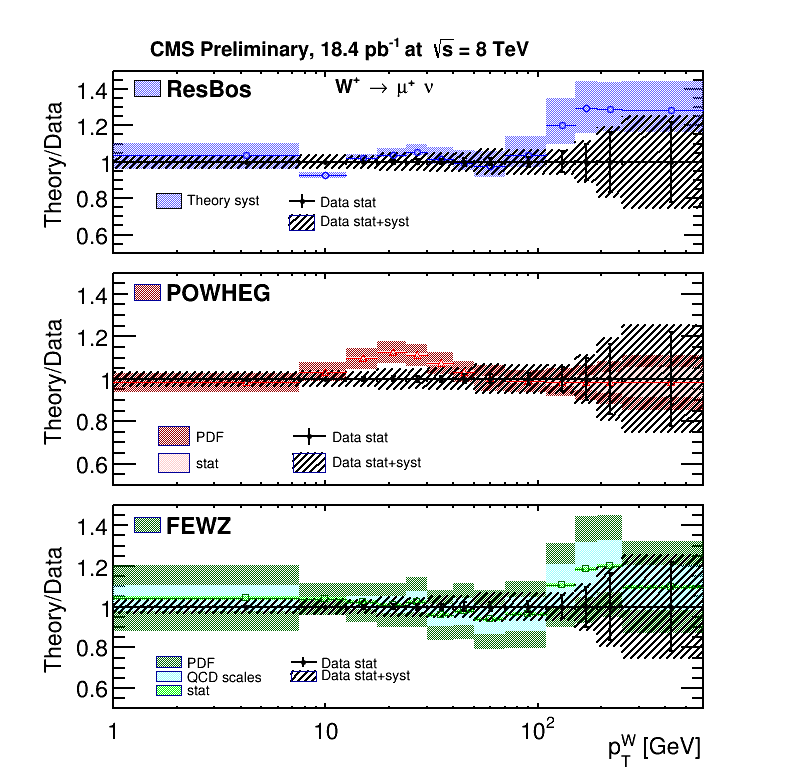 CMS Preliminary, 18.4 pb⁻¹ at √s = 8 TeV
Theory/Data
1.4
1.2
1
0.8
0.6
ResBos
W⁺ → μ⁺ ν
Theory syst
Data stat
Data stat+syst
Theory/Data
1.4
1.2
1
0.8
0.6
POWHEG
PDF
stat
Data stat
Data stat+syst
Theory/Data
1.4
1.2
1
0.8
0.6
FEWZ
PDF
QCD scales
stat
Data stat
Data stat+syst
1 10 10²
p_T^W [GeV]